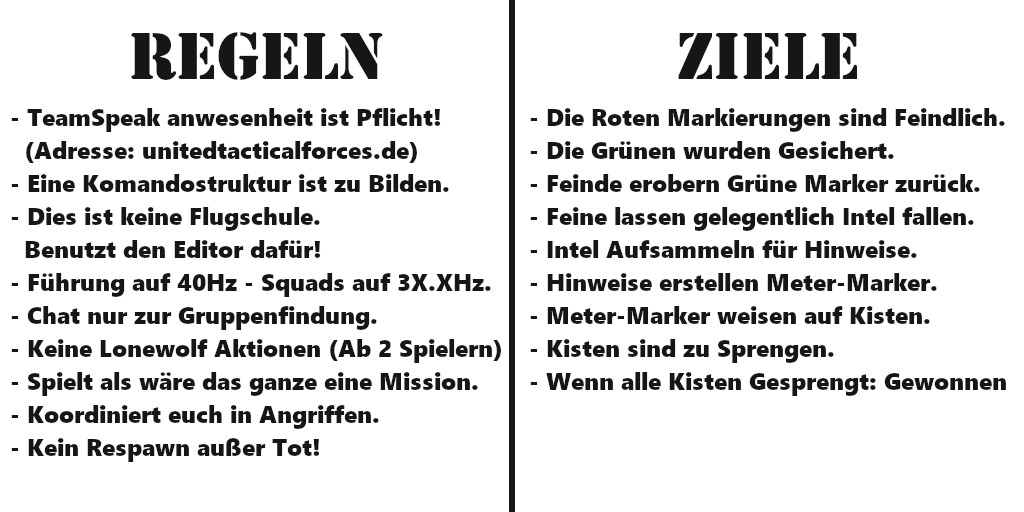 REGELN
- TeamSpeak anwesenheit ist Pflicht!
(Adresse: unitedtacticalforces.de)
- Eine Komandostruktur ist zu Bilden.
- Dies ist keine Flugschule.
Benutzt den Editor dafür!
- Führung auf 40Hz - Squads auf 3X.XHz.
- Chat nur zur Gruppenfindung.
- Keine Lonewolf Aktionen (Ab 2 Spielern)
- Spielt als wäre das ganze eine Mission.
- Koordiniert euch in Angriffen.
- Kein Respawn außer Tot!
ZIELE
- Die Roten Markierungen sind Feindlich.
- Die Grünen wurden Gesichert.
- Feinde erobern Grüne Marker zurück.
- Feine lassen gelegentlich Intel fallen.
- Intel Aufsammeln für Hinweise.
- Hinweise erstellen Meter-Marker.
- Meter-Marker weisen auf Kisten.
- Kisten sind zu Sprengen.
- Wenn alle Kisten Gesprengt: Gewonnen